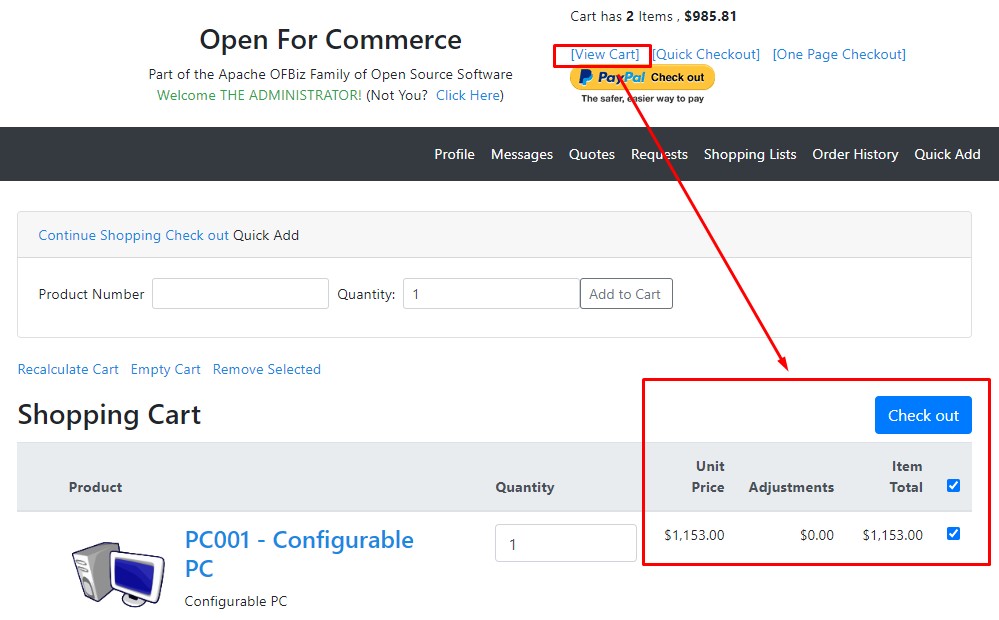 Cart has 2 Items , $985.81
Open For Commerce
[View Cart] [Quick Checkout] [One Page Checkout]
Part of the Apache OFBiz Family of Open Source Software
PayPal Check out
Welcome THE ADMINISTRATOR! (Not You? Click Here)
The safer, easier way to pay
Profile Messages Quotes Requests Shopping Lists Order History Quick Add
Continue Shopping Check out Quick Add
Product Number Quantity: 1 Add to Cart
Recalculate Cart Empty Cart Remove Selected
Shopping Cart Check out
Unit Item
Product Quantity Price Adjustments Total
PC001 - Configurable 1 $1,153.00 $0.00 $1,153.00
PC
Configurable PC